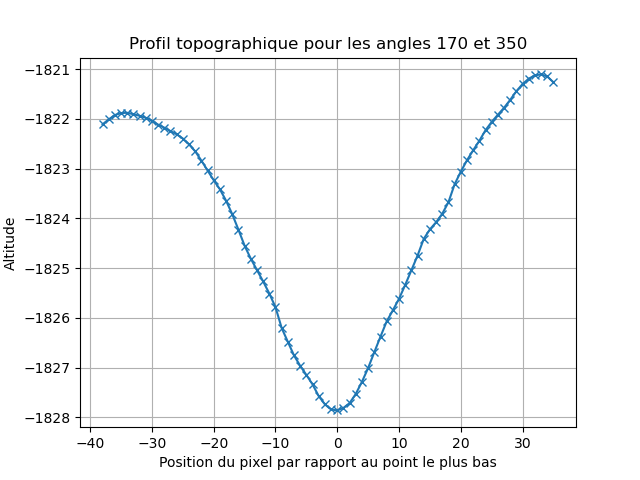 Profil topographique pour les angles 170 et 350
−1821
−1822
−1823
−1824
−1825
−1826
−1827
−1828
Altitude
−40 −30 −20 −10 0 10 20 30
Position du pixel par rapport au point le plus bas